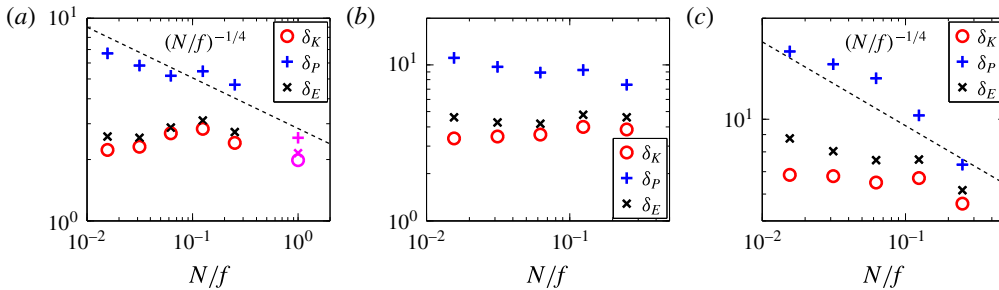 (a)
(b)
(c)
10^1
(N/f)^{-1/4}
δ_K
δ_P
δ_E
10^0
10^{-2}
10^{-1}
10^0
N/f
10^1
δ_K
δ_P
δ_E
10^0
10^{-2}
10^{-1}
N/f
(N/f)^{-1/4}
δ_K
δ_P
δ_E
10^1
10^{-2}
10^{-1}
N/f